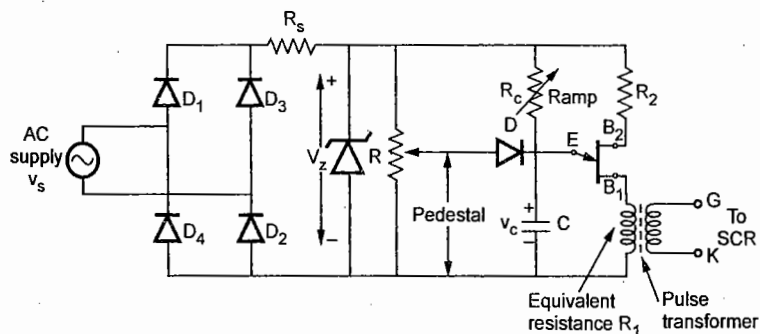 Rs
D1
D3
AC
supply
vs
D4
D2
+
Vz
−
R
Pedestal
Rc
Ramp
D
R2
E
B2
B1
+
vc
C
−
G
To
SCR
K
Equivalent
resistance R1
Pulse
transformer